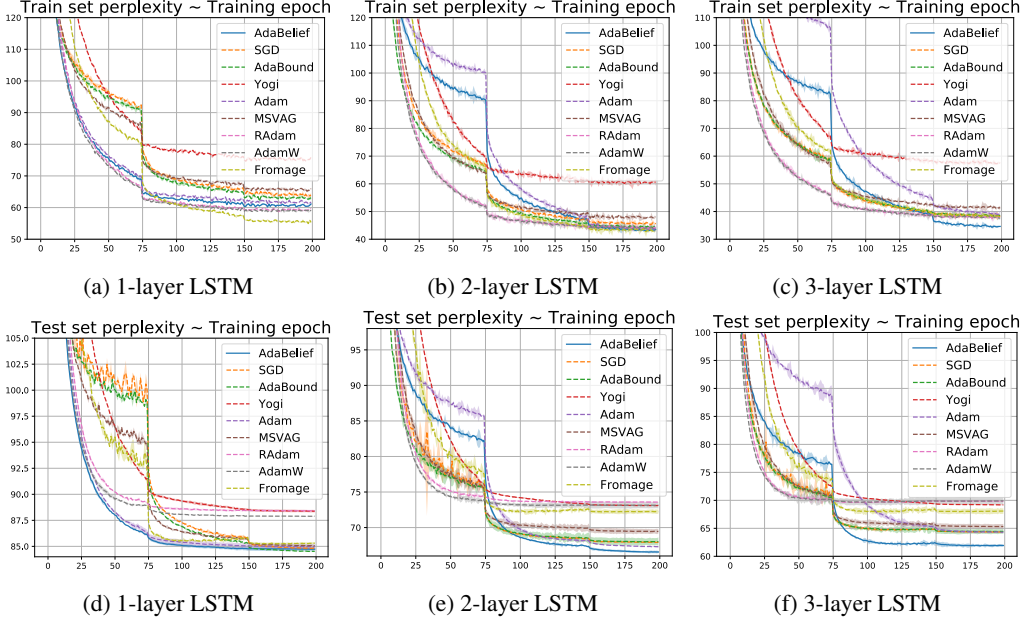 Train set perplexity ~ Training epoch
120
110
100
90
80
70
60
50
0 25 50 75 100 125 150 175 200
AdaBelief
SGD
AdaBound
Yogi
Adam
MSVAG
RAdam
AdamW
Fromage
(a) 1-layer LSTM
Train set perplexity ~ Training epoch
120
110
100
90
80
70
60
50
40
0 25 50 75 100 125 150 175 200
AdaBelief
SGD
AdaBound
Yogi
Adam
MSVAG
RAdam
AdamW
Fromage
(b) 2-layer LSTM
Train set perplexity ~ Training epoch
110
100
90
80
70
60
50
40
30
0 25 50 75 100 125 150 175 200
AdaBelief
SGD
AdaBound
Yogi
Adam
MSVAG
RAdam
AdamW
Fromage
(c) 3-layer LSTM
Test set perplexity ~ Training epoch
105.0
102.5
100.0
97.5
95.0
92.5
90.0
87.5
85.0
0 25 50 75 100 125 150 175 200
AdaBelief
SGD
AdaBound
Yogi
Adam
MSVAG
RAdam
AdamW
Fromage
(d) 1-layer LSTM
Test set perplexity ~ Training epoch
95
90
85
80
75
70
0 25 50 75 100 125 150 175 200
AdaBelief
SGD
AdaBound
Yogi
Adam
MSVAG
RAdam
AdamW
Fromage
(e) 2-layer LSTM
Test set perplexity ~ Training epoch
100
95
90
85
80
75
70
65
60
0 25 50 75 100 125 150 175 200
AdaBelief
SGD
AdaBound
Yogi
Adam
MSVAG
RAdam
AdamW
Fromage
(f) 3-layer LSTM